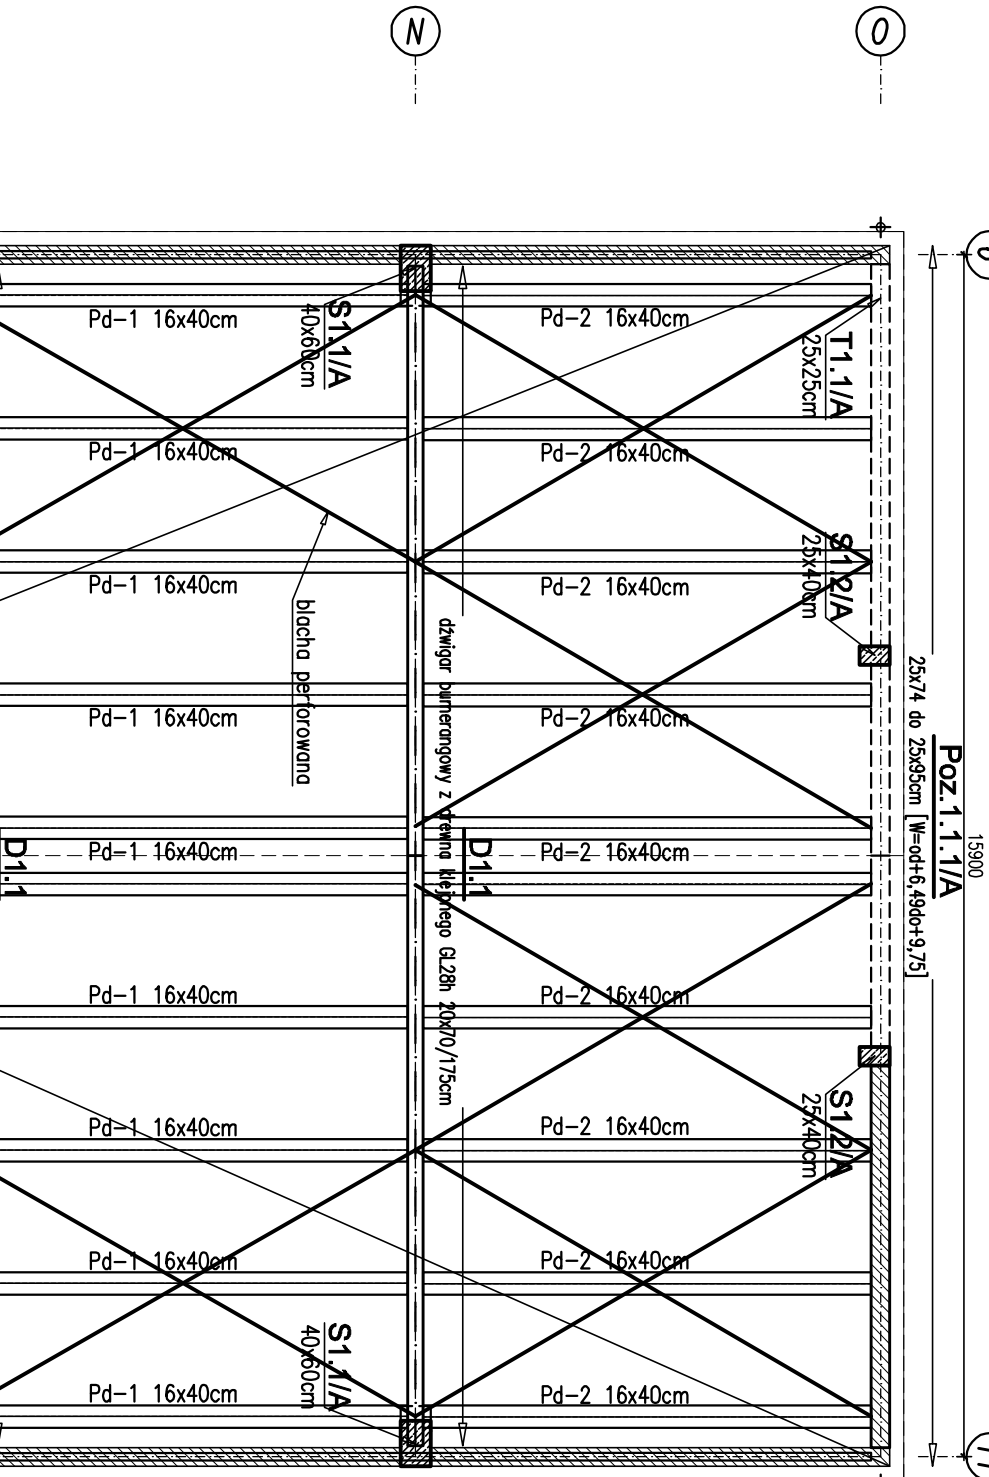 N
O
Pd-1 16x40cm
S1.1/A
40x60cm
Pd-2 16x40cm
T1.1/A
25x25cm
Pd-1 16x40cm
Pd-2 16x40cm
Pd-1 16x40cm
Pd-2 16x40cm
S1.2/A
25x40cm
blacha perforowana
Pd-1 16x40cm
Pd-2 16x40cm
dźwigar bumerangowy z drewna klejonego GL28h 20x70/175cm
25x74 do 25x95cm [W=od+6,49do+9,75]
Poz.1.1.1/A
15900
D1.1
Pd-1 16x40cm
D1.1
Pd-2 16x40cm
Pd-1 16x40cm
Pd-2 16x40cm
Pd-1 16x40cm
Pd-2 16x40cm
S1.2/A
25x40cm
Pd-1 16x40cm
Pd-2 16x40cm
S1.1/A
40x60cm
Pd-1 16x40cm
Pd-2 16x40cm